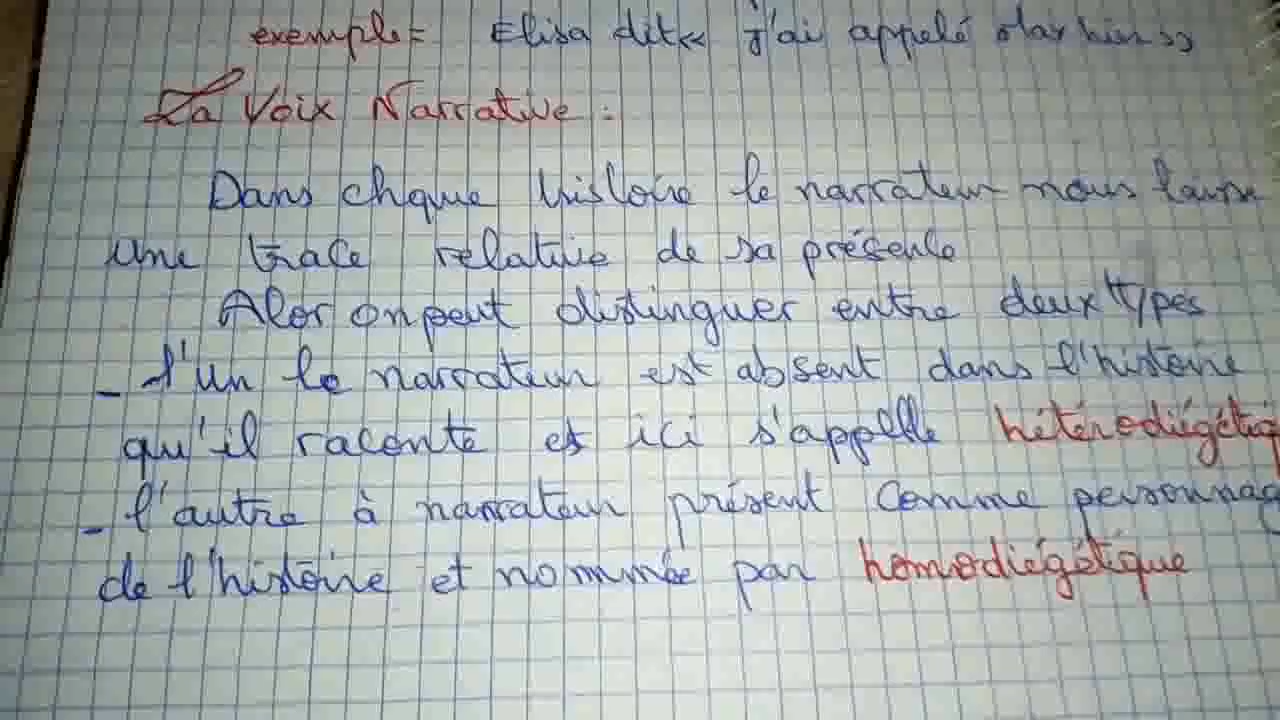 exemple = Elisa dit « J'ai appelé
La Voix Narrative :
Dans chque histoire le narrateur nous laisse
une trace relative de sa présence
Alor on peut distinguer entre deux types
- l'un le narrateur est absent dans l'histoire
qu'il raconte et ici s'appelle hétérodiégétiq
- l'autre à narrateur présent comme personnag
de l'histoire et nommée par homodiégétique